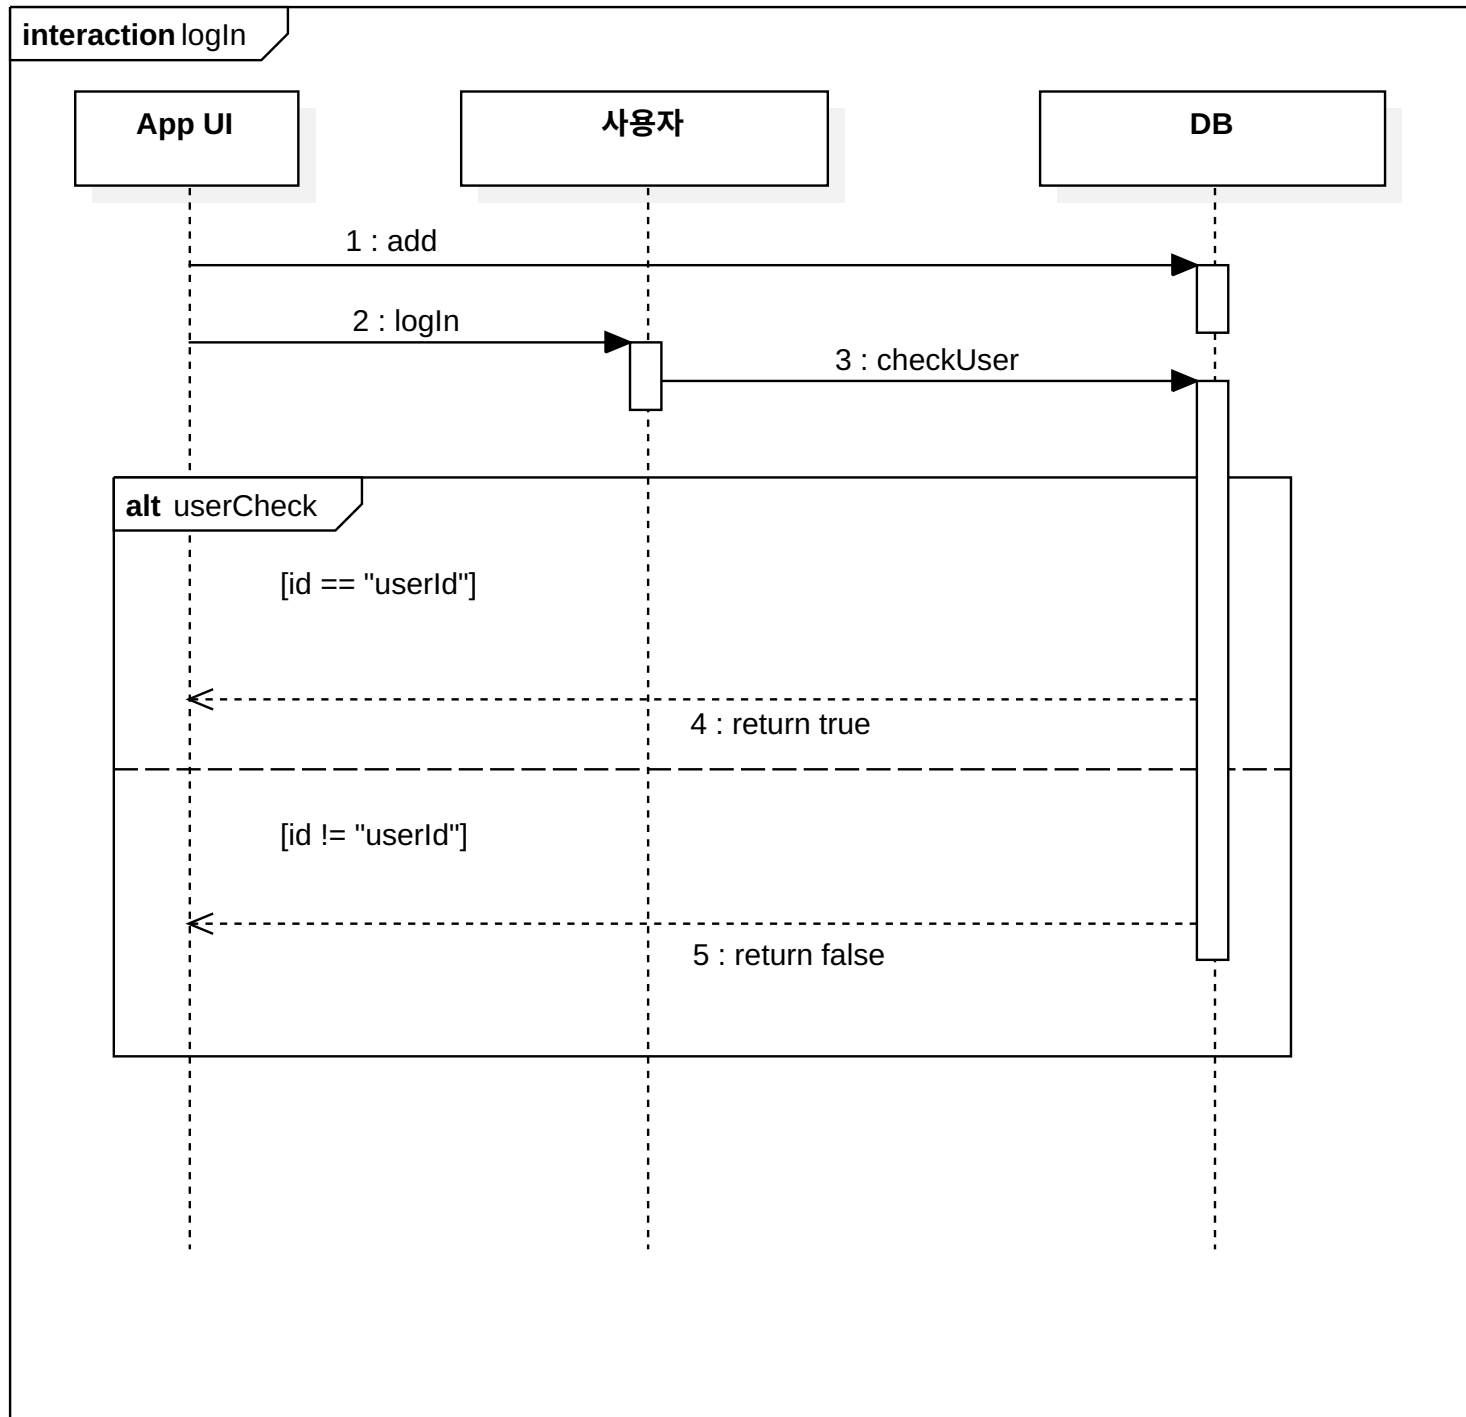 interaction logIn
App UI
사용자
DB
1 : add
2 : logIn
3 : checkUser
alt userCheck
[id == "userId"]
4 : return true
[id != "userId"]
5 : return false